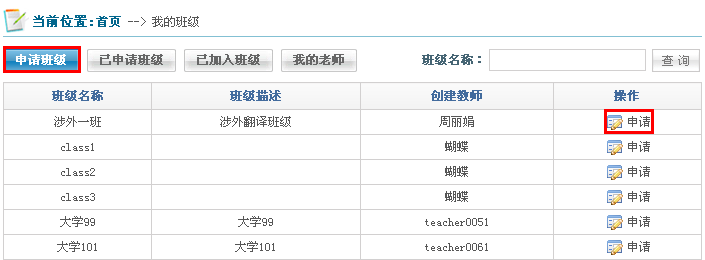 当前位置:首页 --> 我的班级
申请班级 已申请班级 已加入班级 我的老师 班级名称： 查 询
班级名称 班级描述 创建教师 操作
涉外一班 涉外翻译班级 周丽娟 申请
class1 蝴蝶 申请
class2 蝴蝶 申请
class3 蝴蝶 申请
大学99 大学99 teacher0051 申请
大学101 大学101 teacher0061 申请